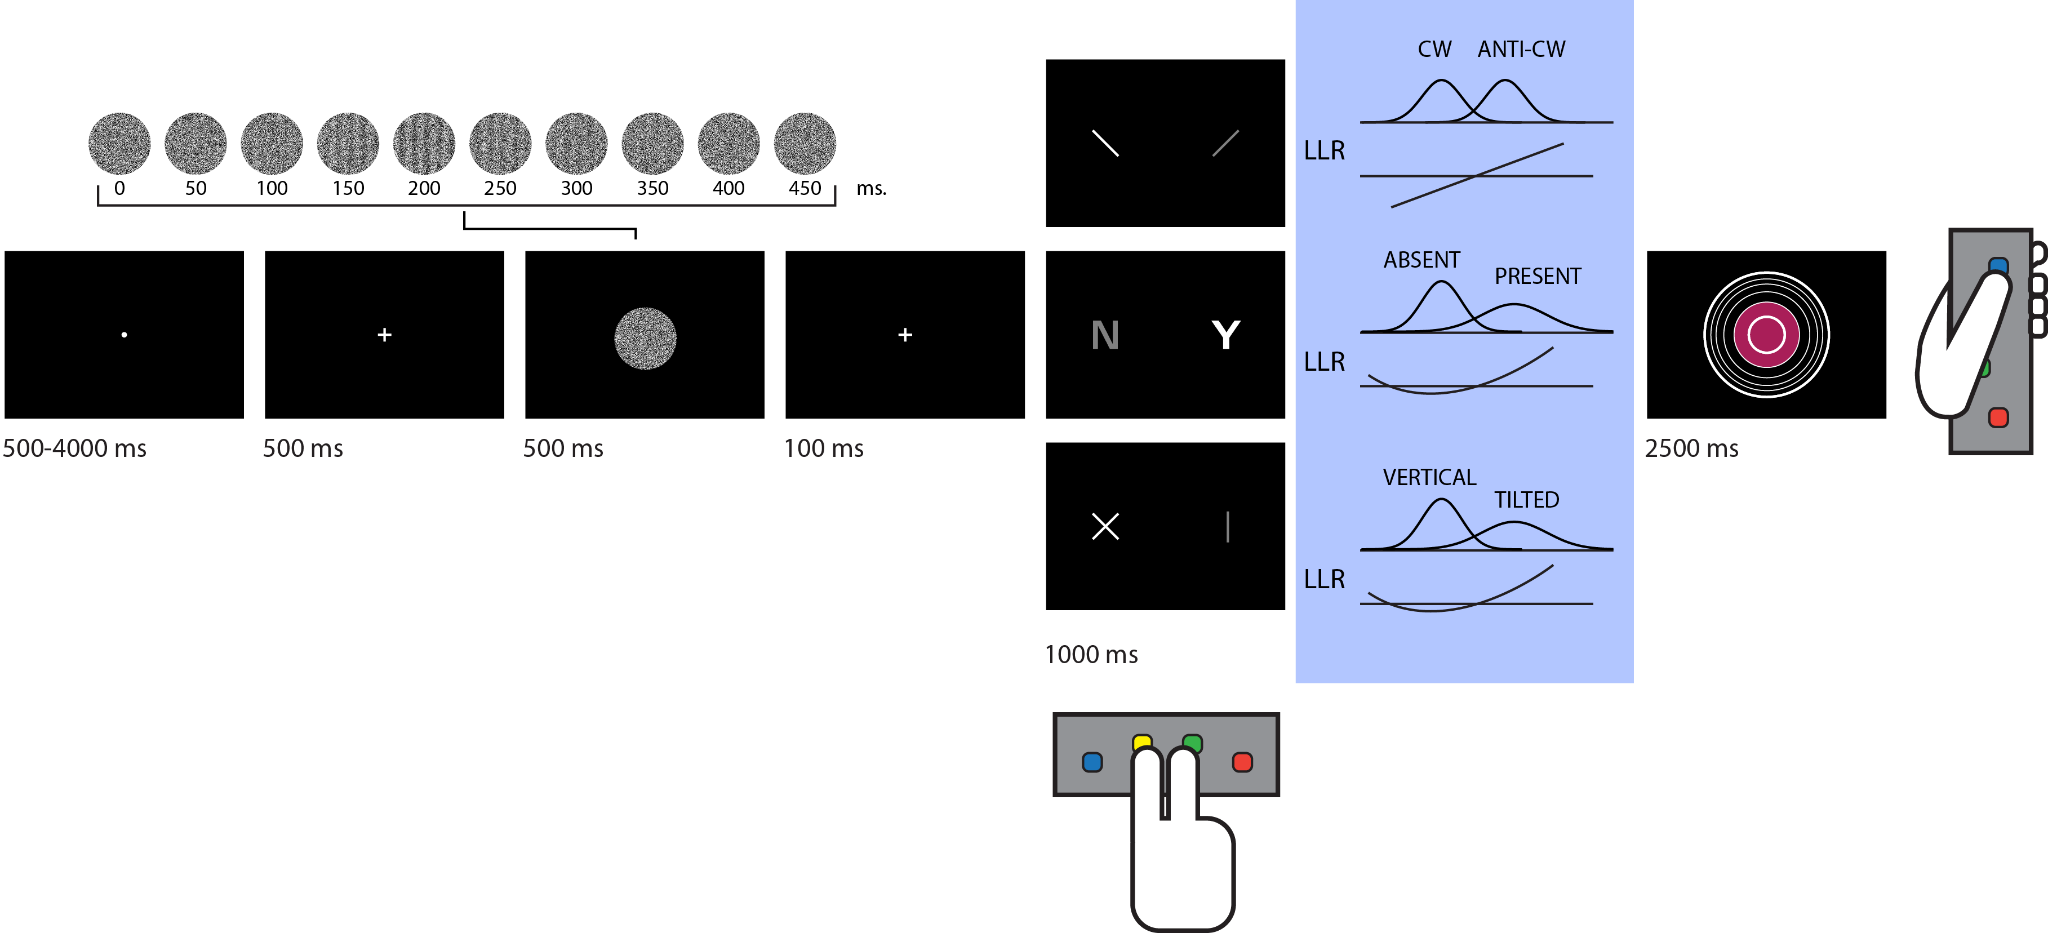 0 50 100 150 200 250 300 350 400 450 ms.
500-4000 ms
500 ms
500 ms
100 ms
N Y
1000 ms
CW ANTI-CW
LLR
ABSENT
PRESENT
LLR
VERTICAL
TILTED
LLR
2500 ms